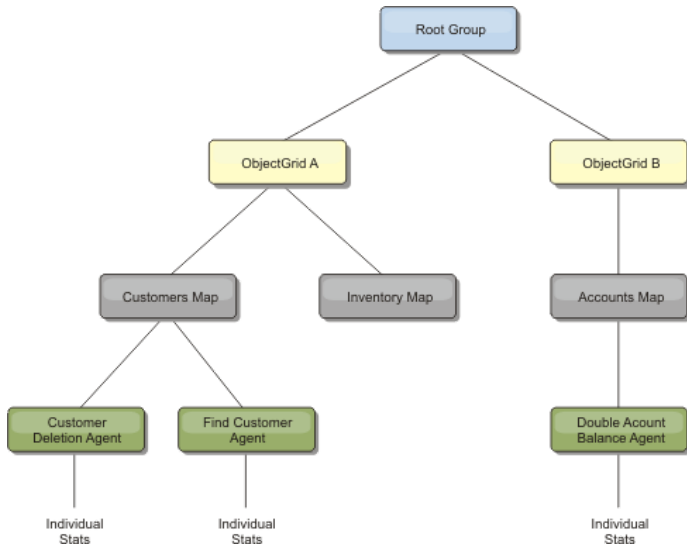 Root Group
ObjectGrid A
ObjectGrid B
Customers Map
Inventory Map
Accounts Map
Customer
Deletion Agent
Find Customer
Agent
Double Acount
Balance Agent
Individual
Stats
Individual
Stats
Individual
Stats